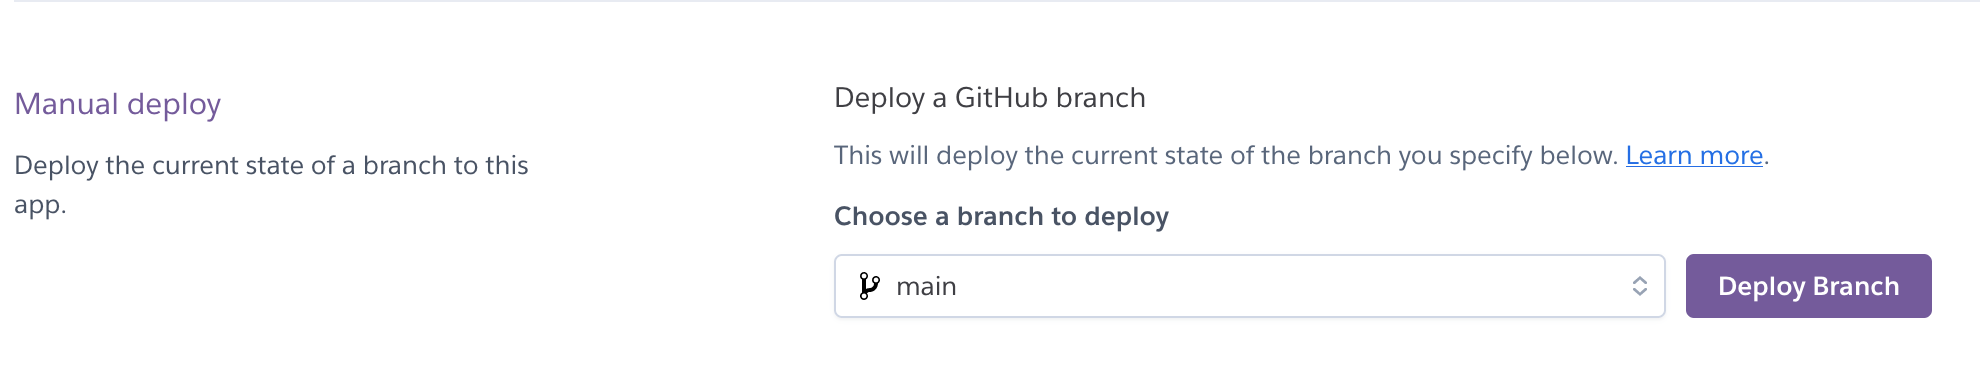 Manual deploy
Deploy the current state of a branch to this
app.
Deploy a GitHub branch
This will deploy the current state of the branch you specify below. Learn more.
Choose a branch to deploy
main
Deploy Branch